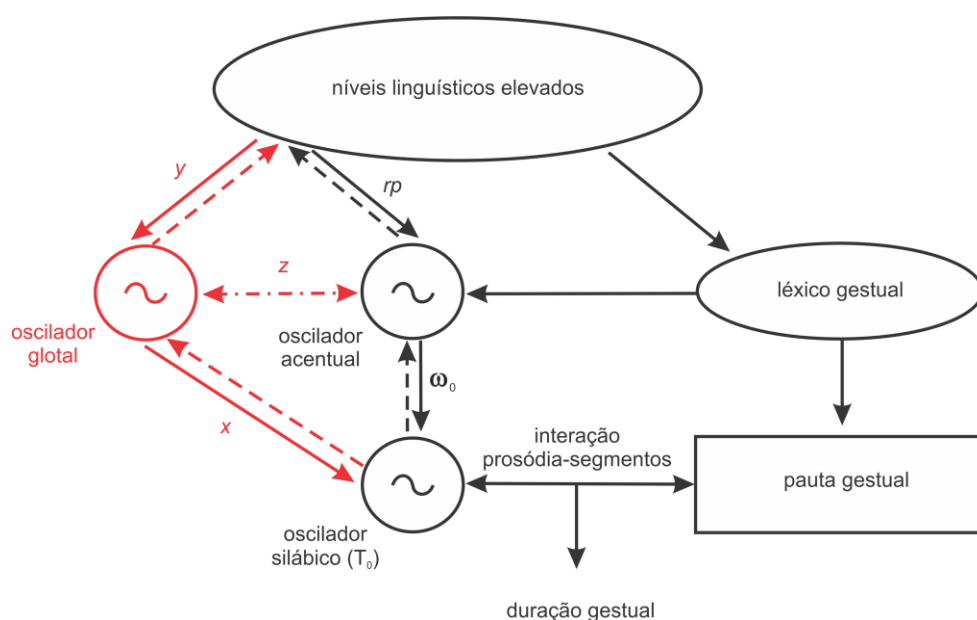 níveis linguísticos elevados
y
rp
z
léxico gestual
oscilador
glotal
oscilador
acentual
ω₀
x
interação
prosódia-segmentos
pauta gestual
oscilador
silábico (T₀)
duração gestual